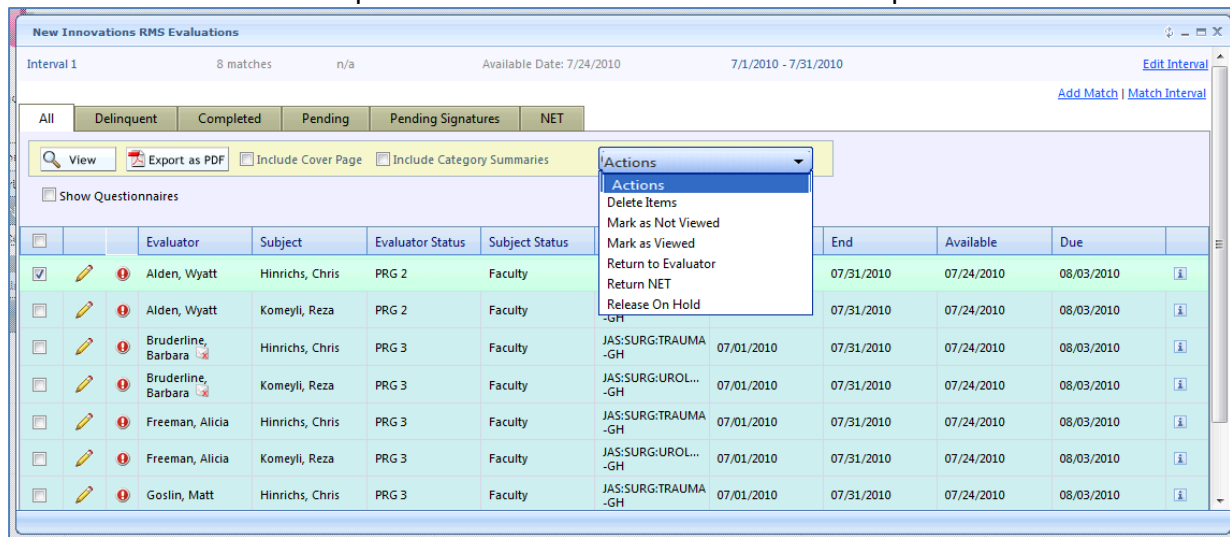 New Innovations RMS Evaluations
Interval 1 8 matches n/a Available Date: 7/24/2010 7/1/2010 - 7/31/2010 Edit Interval
Add Match | Match Interval
All Delinquent Completed Pending Pending Signatures NET
View Export as PDF Include Cover Page Include Category Summaries Actions
Actions
Delete Items
Mark as Not Viewed
Mark as Viewed
Return to Evaluator
Return NET
Release On Hold
Show Questionnaires
Evaluator Subject Evaluator Status Subject Status End Available Due
Alden, Wyatt Hinrichs, Chris PRG 2 Faculty 07/31/2010 07/24/2010 08/03/2010
Alden, Wyatt Komeyli, Reza PRG 2 Faculty -GH 07/31/2010 07/24/2010 08/03/2010
Bruderline, Hinrichs, Chris PRG 3 Faculty JAS:SURG:TRAUMA 07/01/2010 07/31/2010 07/24/2010 08/03/2010
Barbara -GH
Bruderline, Komeyli, Reza PRG 3 Faculty JAS:SURG:UROL... 07/01/2010 07/31/2010 07/24/2010 08/03/2010
Barbara -GH
Freeman, Alicia Hinrichs, Chris PRG 3 Faculty JAS:SURG:TRAUMA 07/01/2010 07/31/2010 07/24/2010 08/03/2010
-GH
Freeman, Alicia Komeyli, Reza PRG 3 Faculty JAS:SURG:UROL... 07/01/2010 07/31/2010 07/24/2010 08/03/2010
-GH
Goslin, Matt Hinrichs, Chris PRG 3 Faculty JAS:SURG:TRAUMA 07/01/2010 07/31/2010 07/24/2010 08/03/2010
-GH